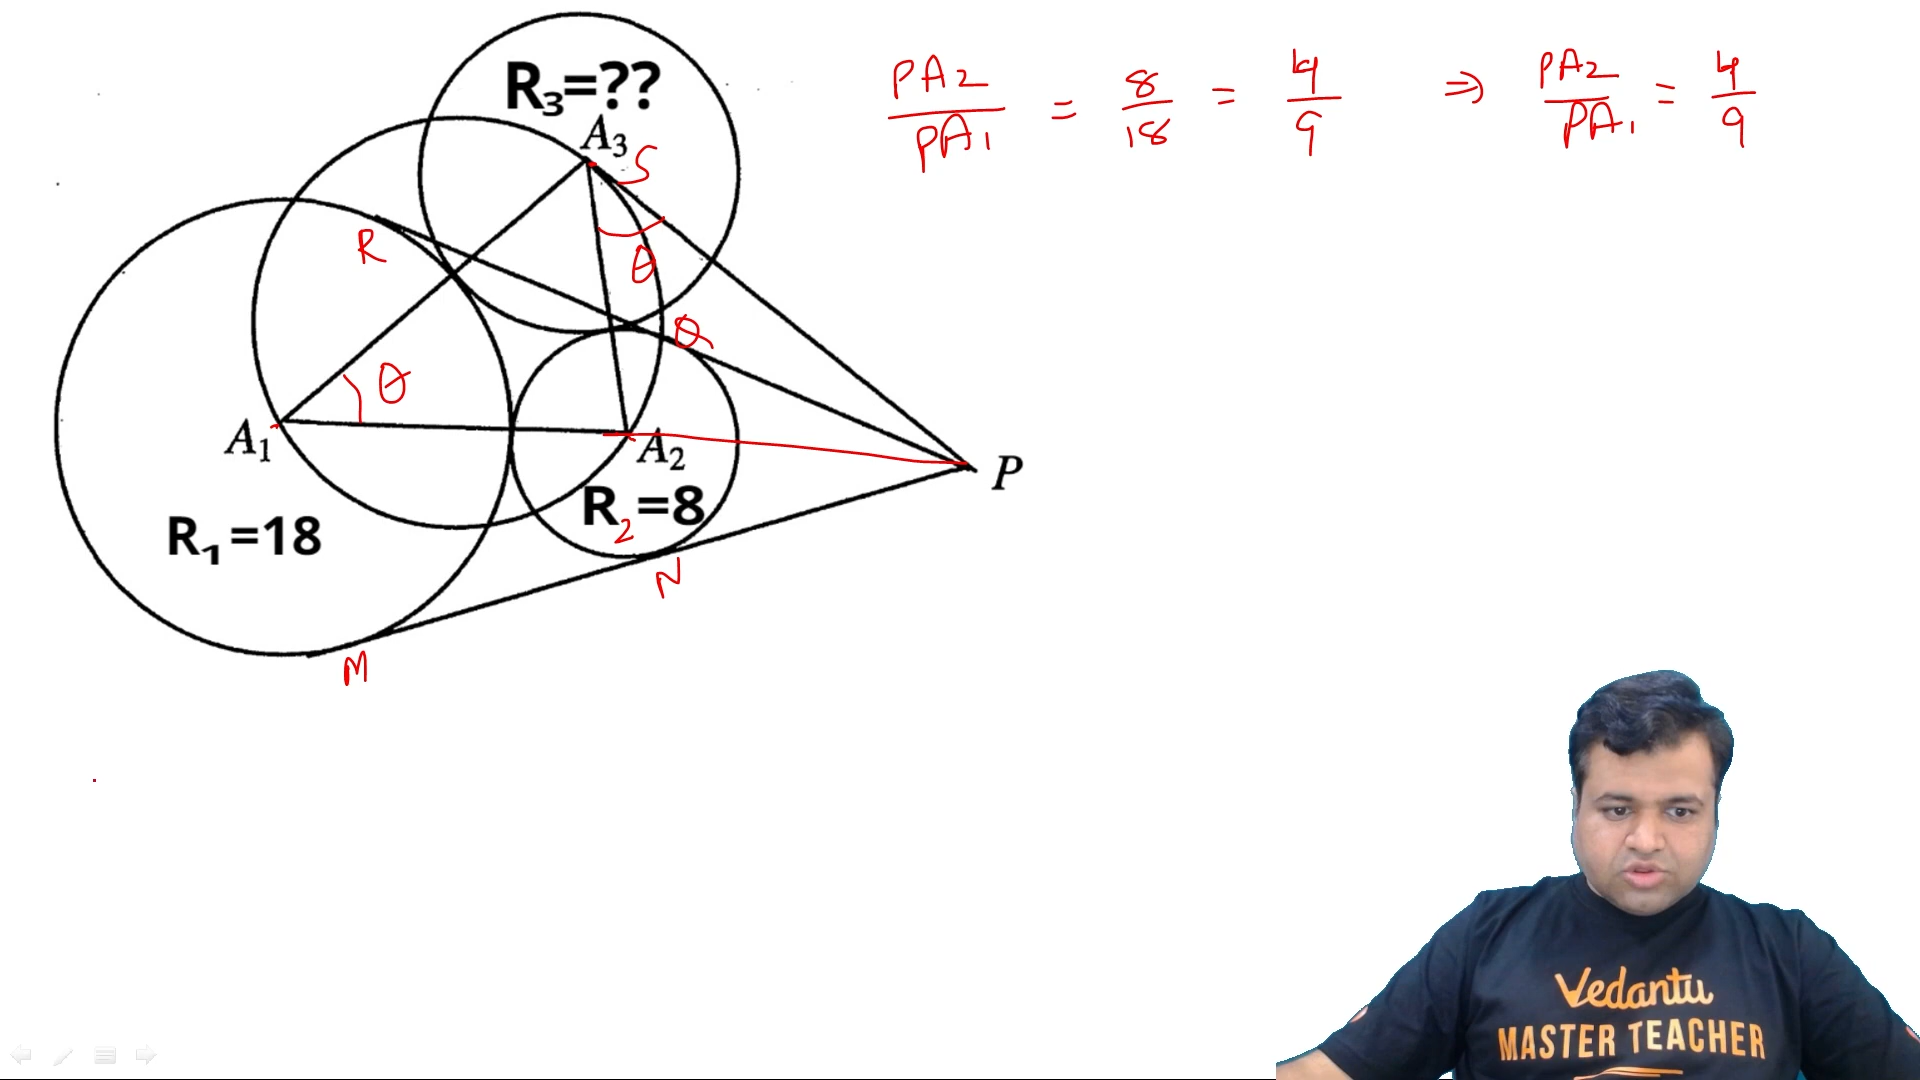 R₃=??
A₃
S
R
θ
Q
θ
A₁
A₂
P
R₂=8
R₁=18
N
M
PA2/PA1 = 8/18 = 4/9 ⇒ PA2/PA1 = 4/9
Vedantu
MASTER TEACHER